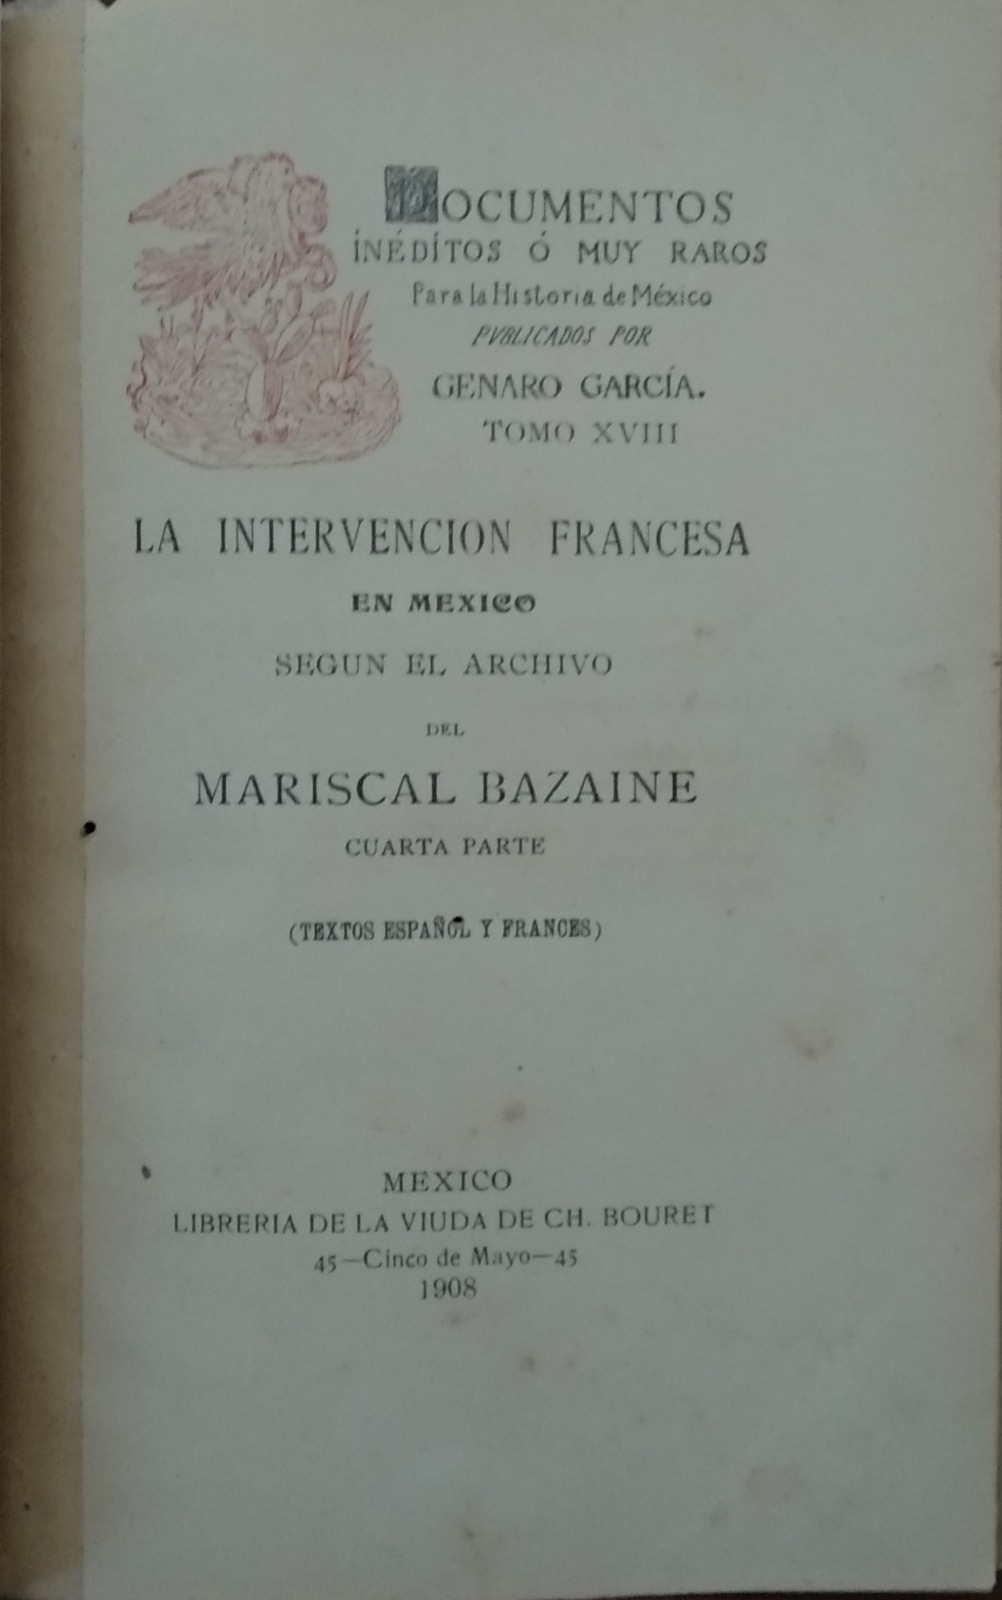 DOCUMENTOS
INÉDITOS Ó MUY RAROS
Para la Historia de México
PVBLICADOS POR
GENARO GARCÍA.
TOMO XVIII
LA INTERVENCION FRANCESA
EN MEXICO
SEGUN EL ARCHIVO
DEL
MARISCAL BAZAINE
CUARTA PARTE
(TEXTOS ESPAÑOL Y FRANCES)
MEXICO
LIBRERIA DE LA VIUDA DE CH. BOURET
45—Cinco de Mayo—45
1908